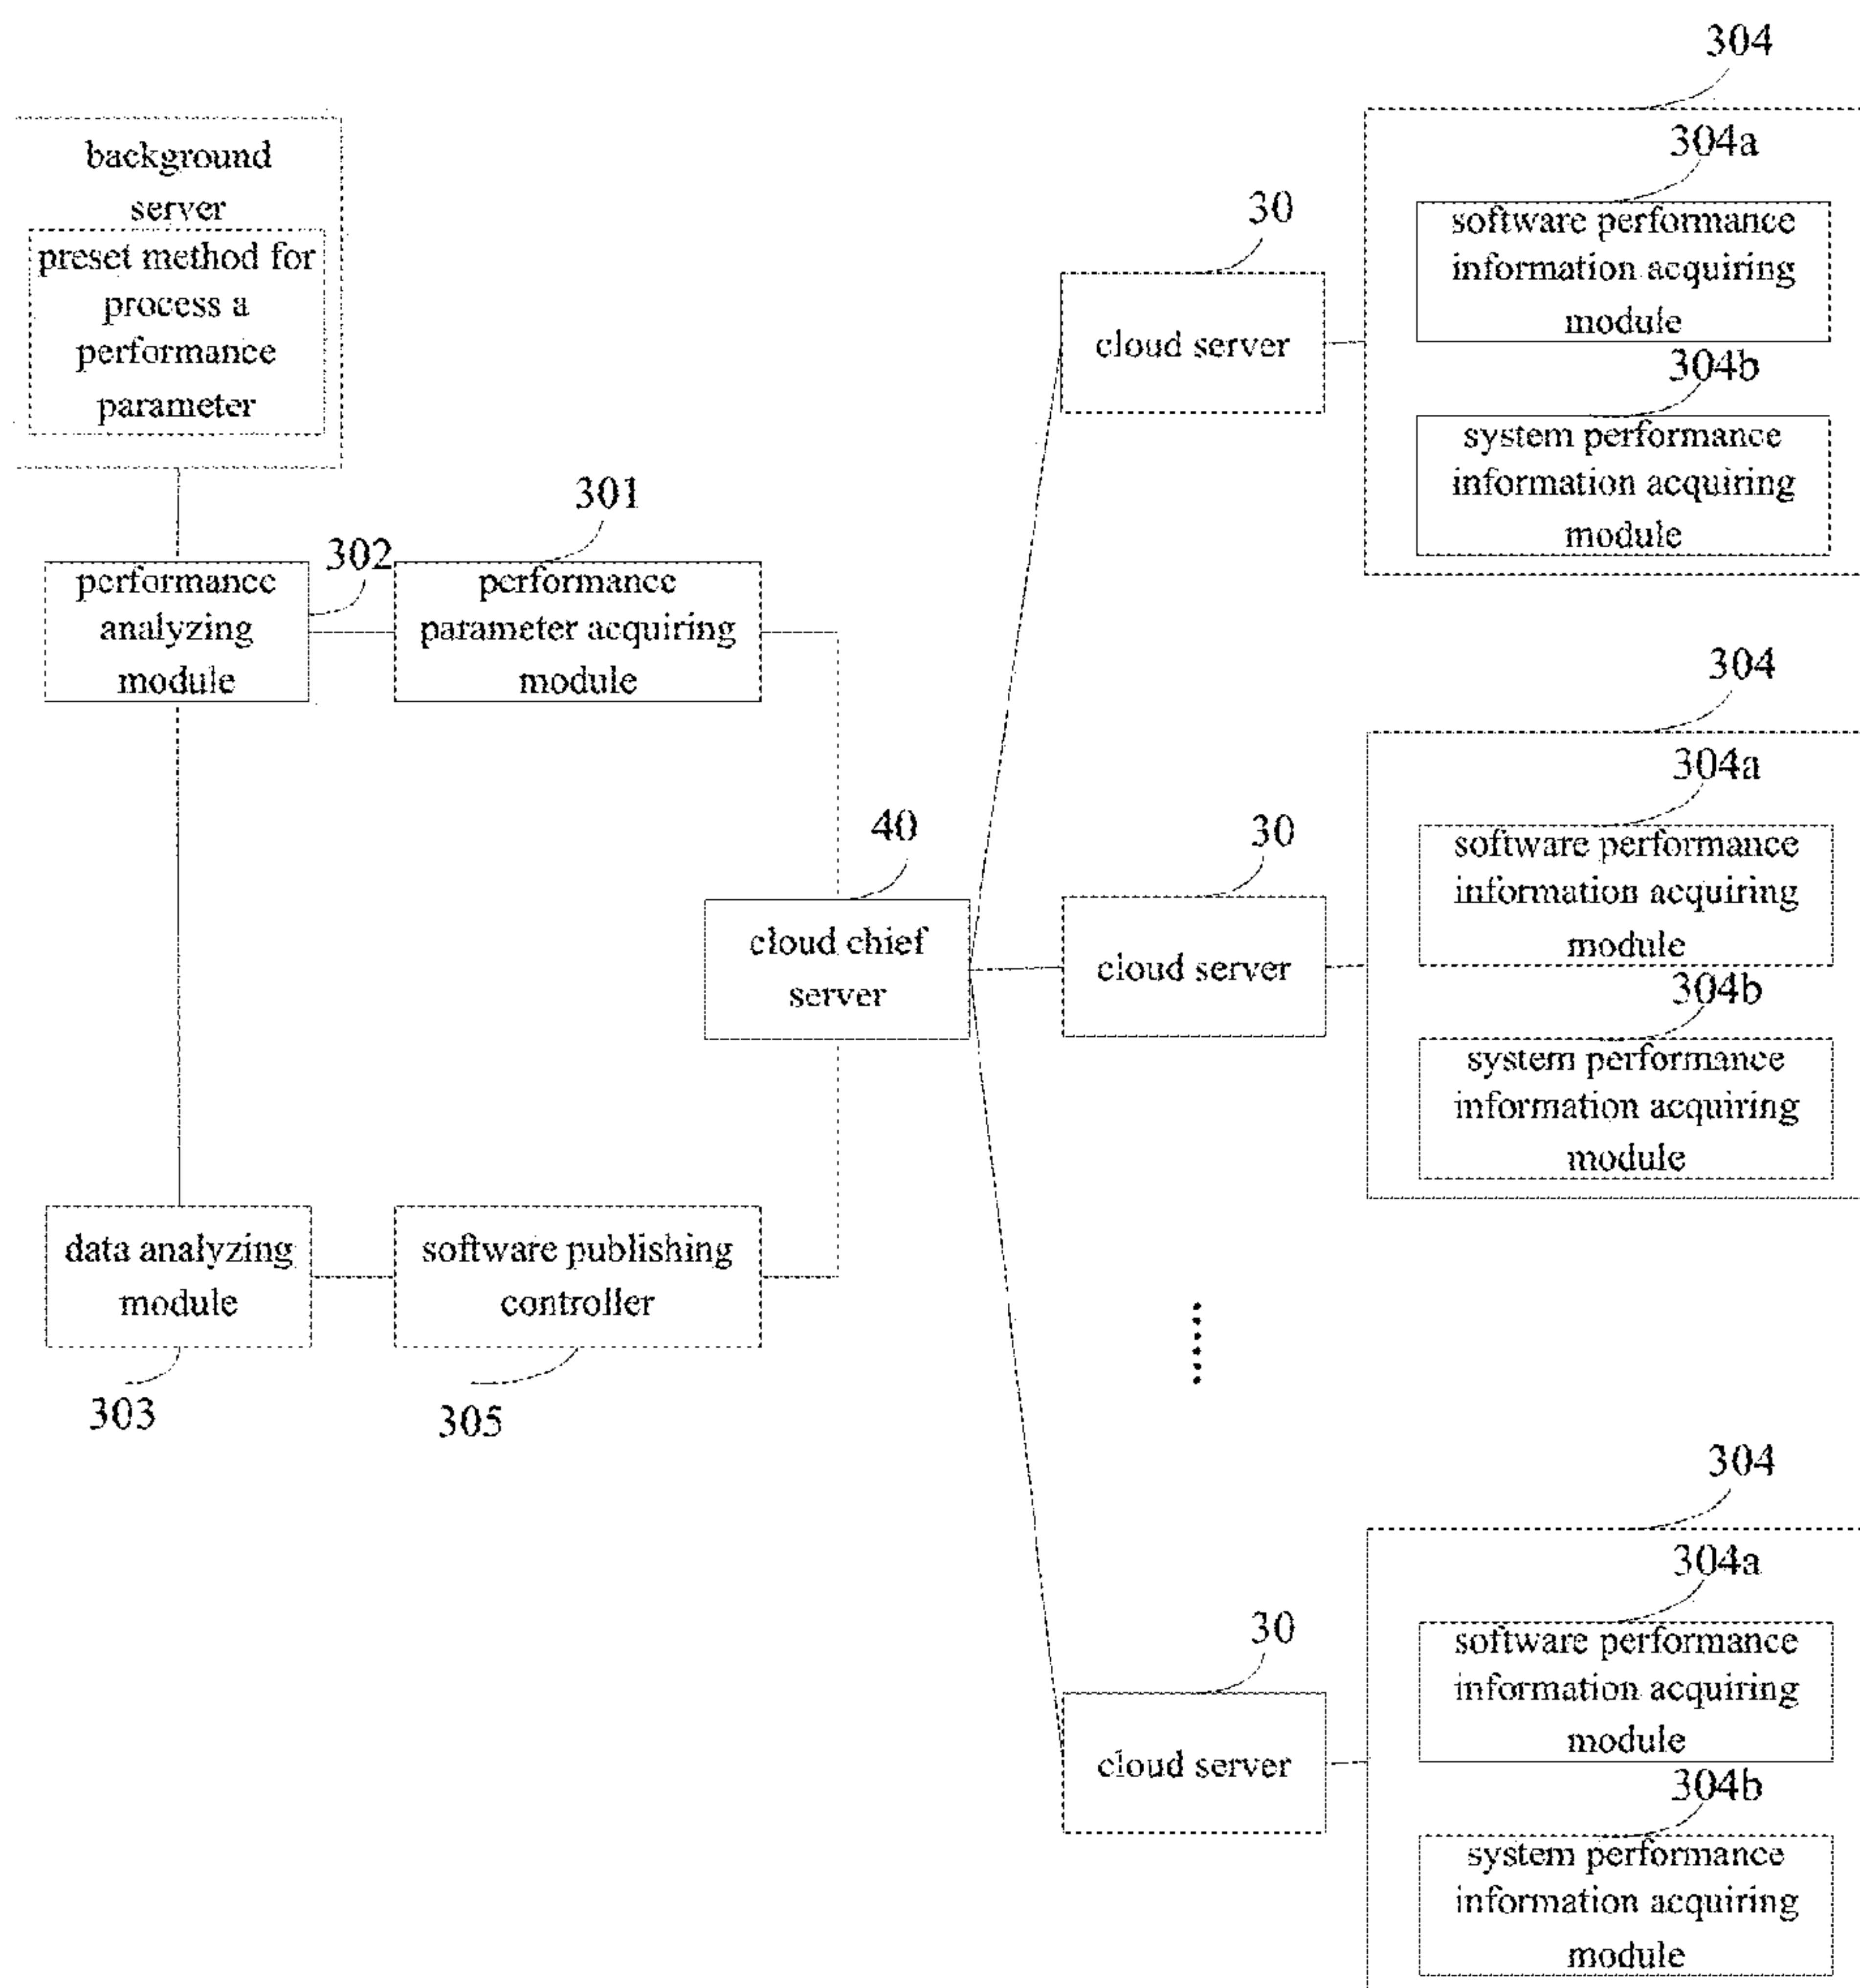 background
server
preset method for
process a
performance
parameter
302
performance
analyzing
module
301
performance
parameter acquiring
module
40
cloud chief
server
data analyzing
module
303
software publishing
controller
305
30
cloud server
304
304a
software performance
information acquiring
module
304b
system performance
information acquiring
module
30
cloud server
304
304a
software performance
information acquiring
module
304b
system performance
information acquiring
module
30
cloud server
304
304a
software performance
information acquiring
module
304b
system performance
information acquiring
module